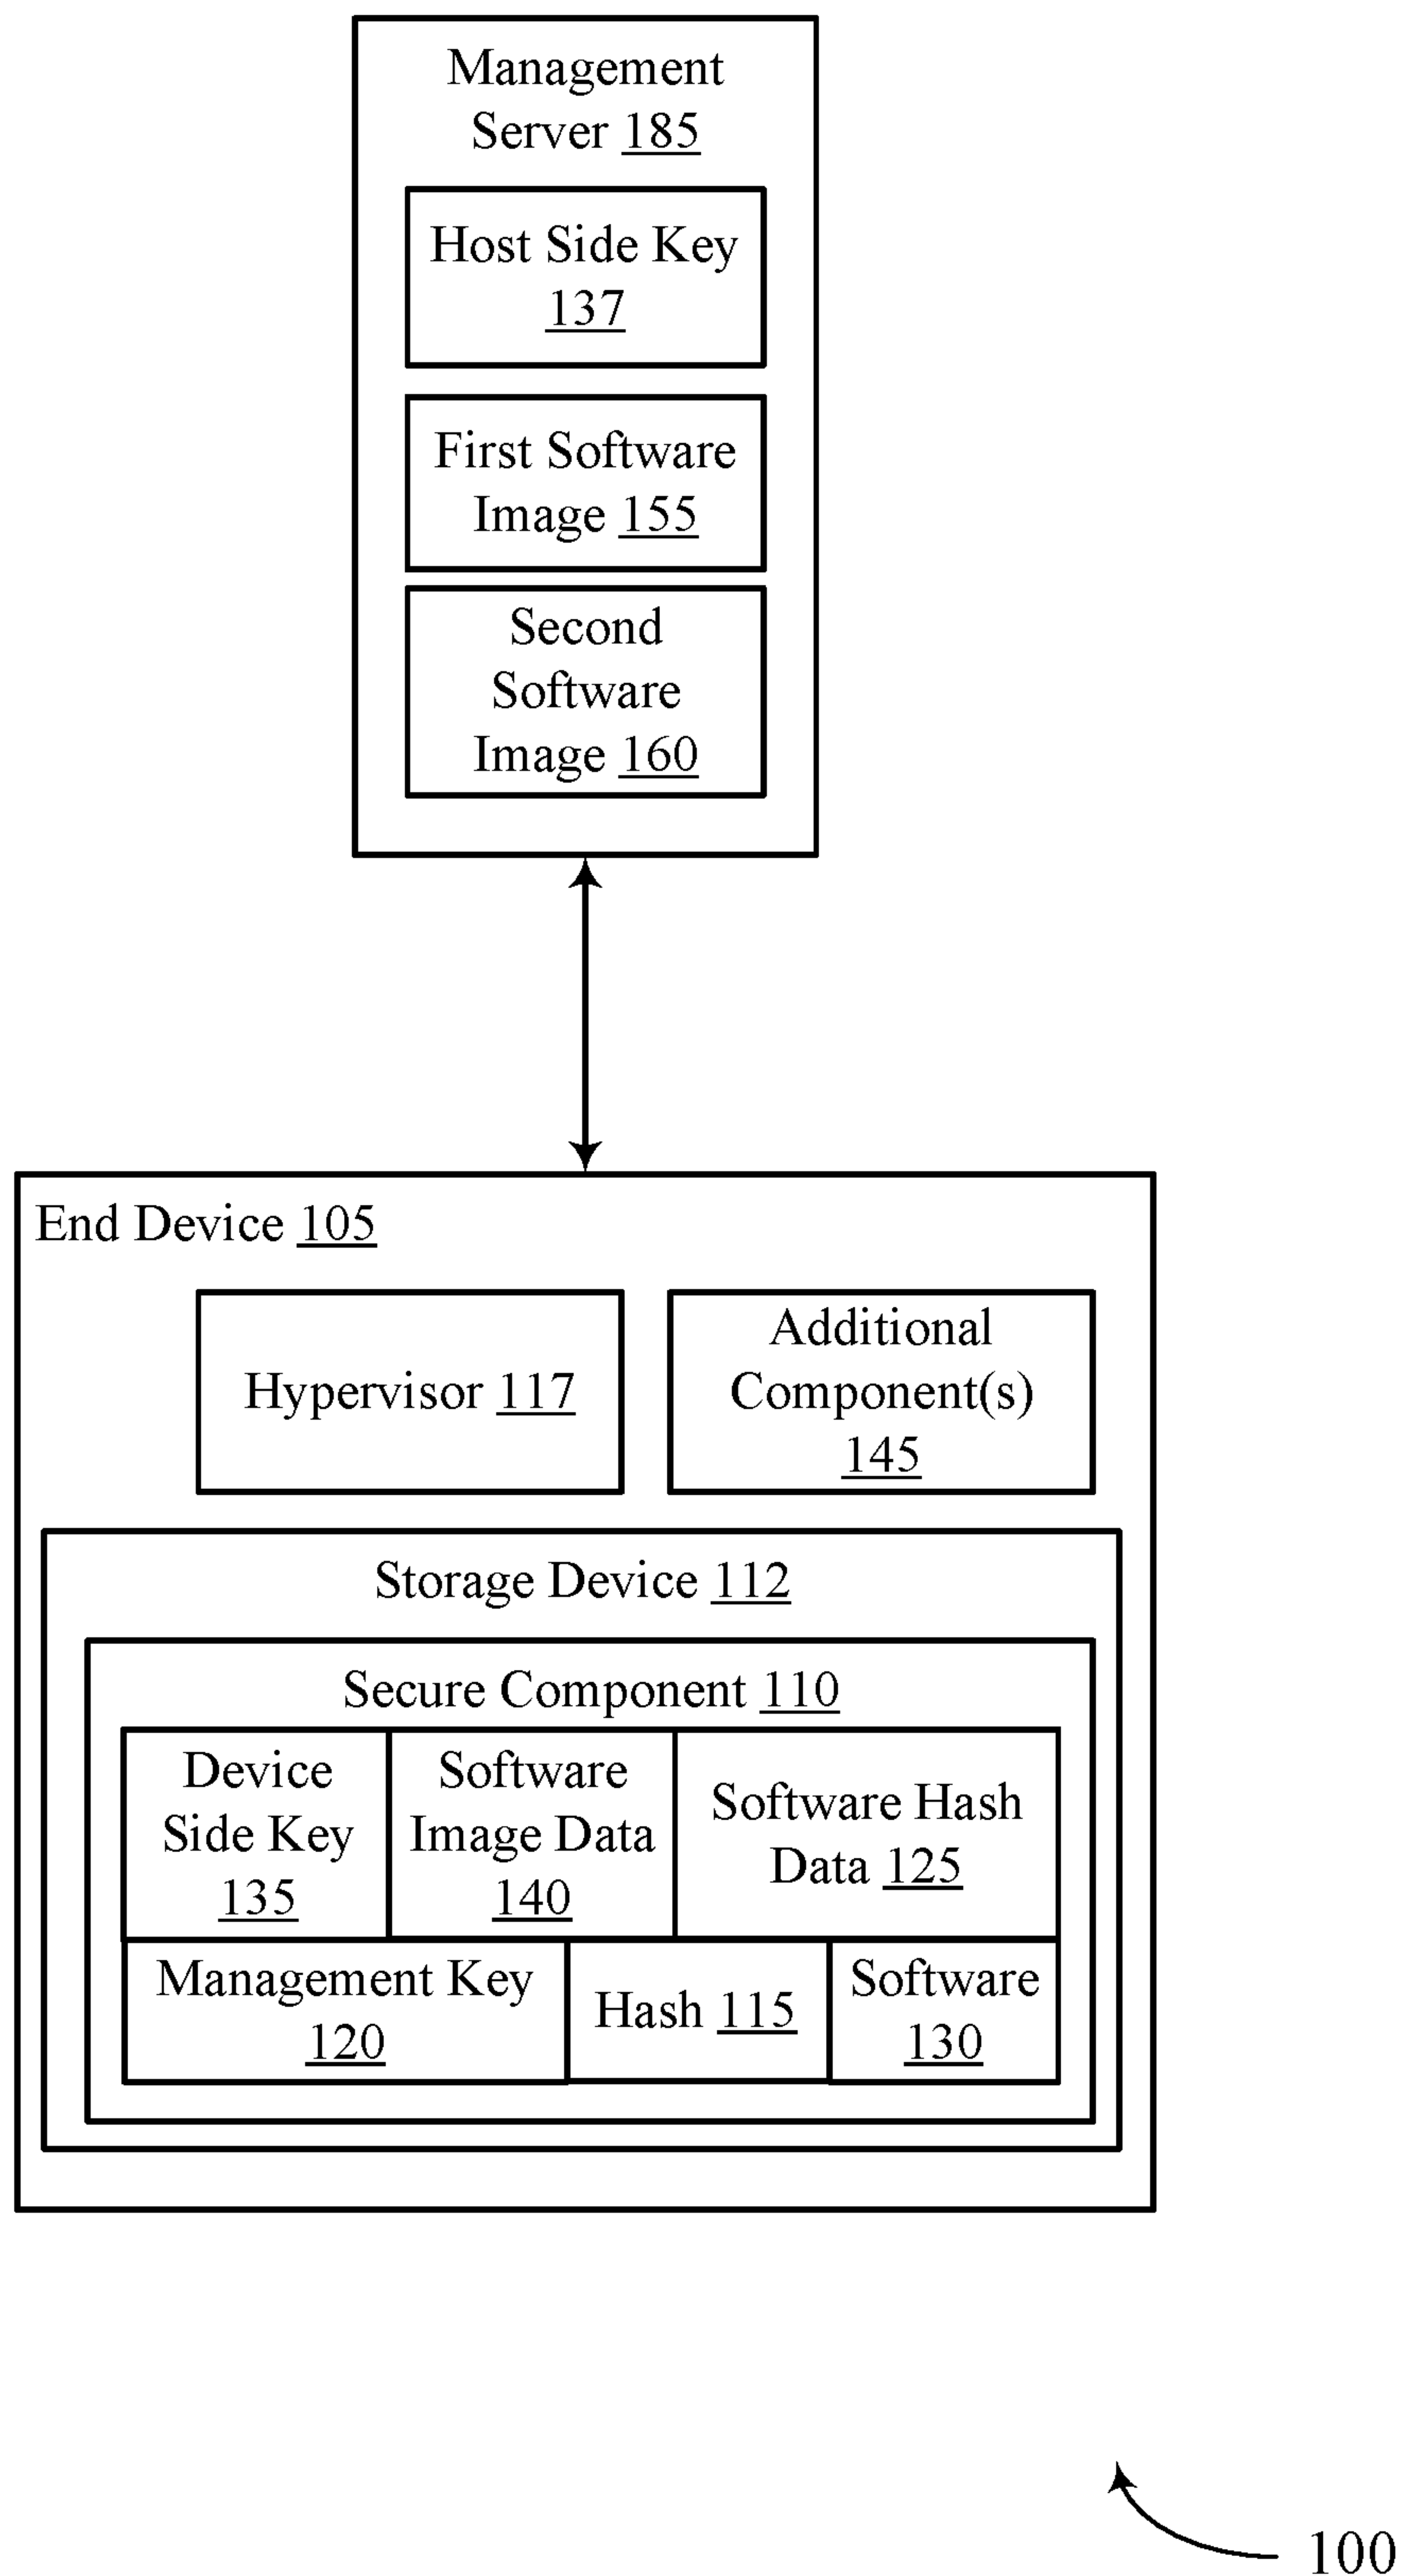 Management
Server 185
Host Side Key
137
First Software
Image 155
Second
Software
Image 160
End Device 105
Hypervisor 117
Additional
Component(s)
145
Storage Device 112
Secure Component 110
Device
Side Key
135
Software
Image Data
140
Software Hash
Data 125
Management Key
120
Hash 115
Software
130
100